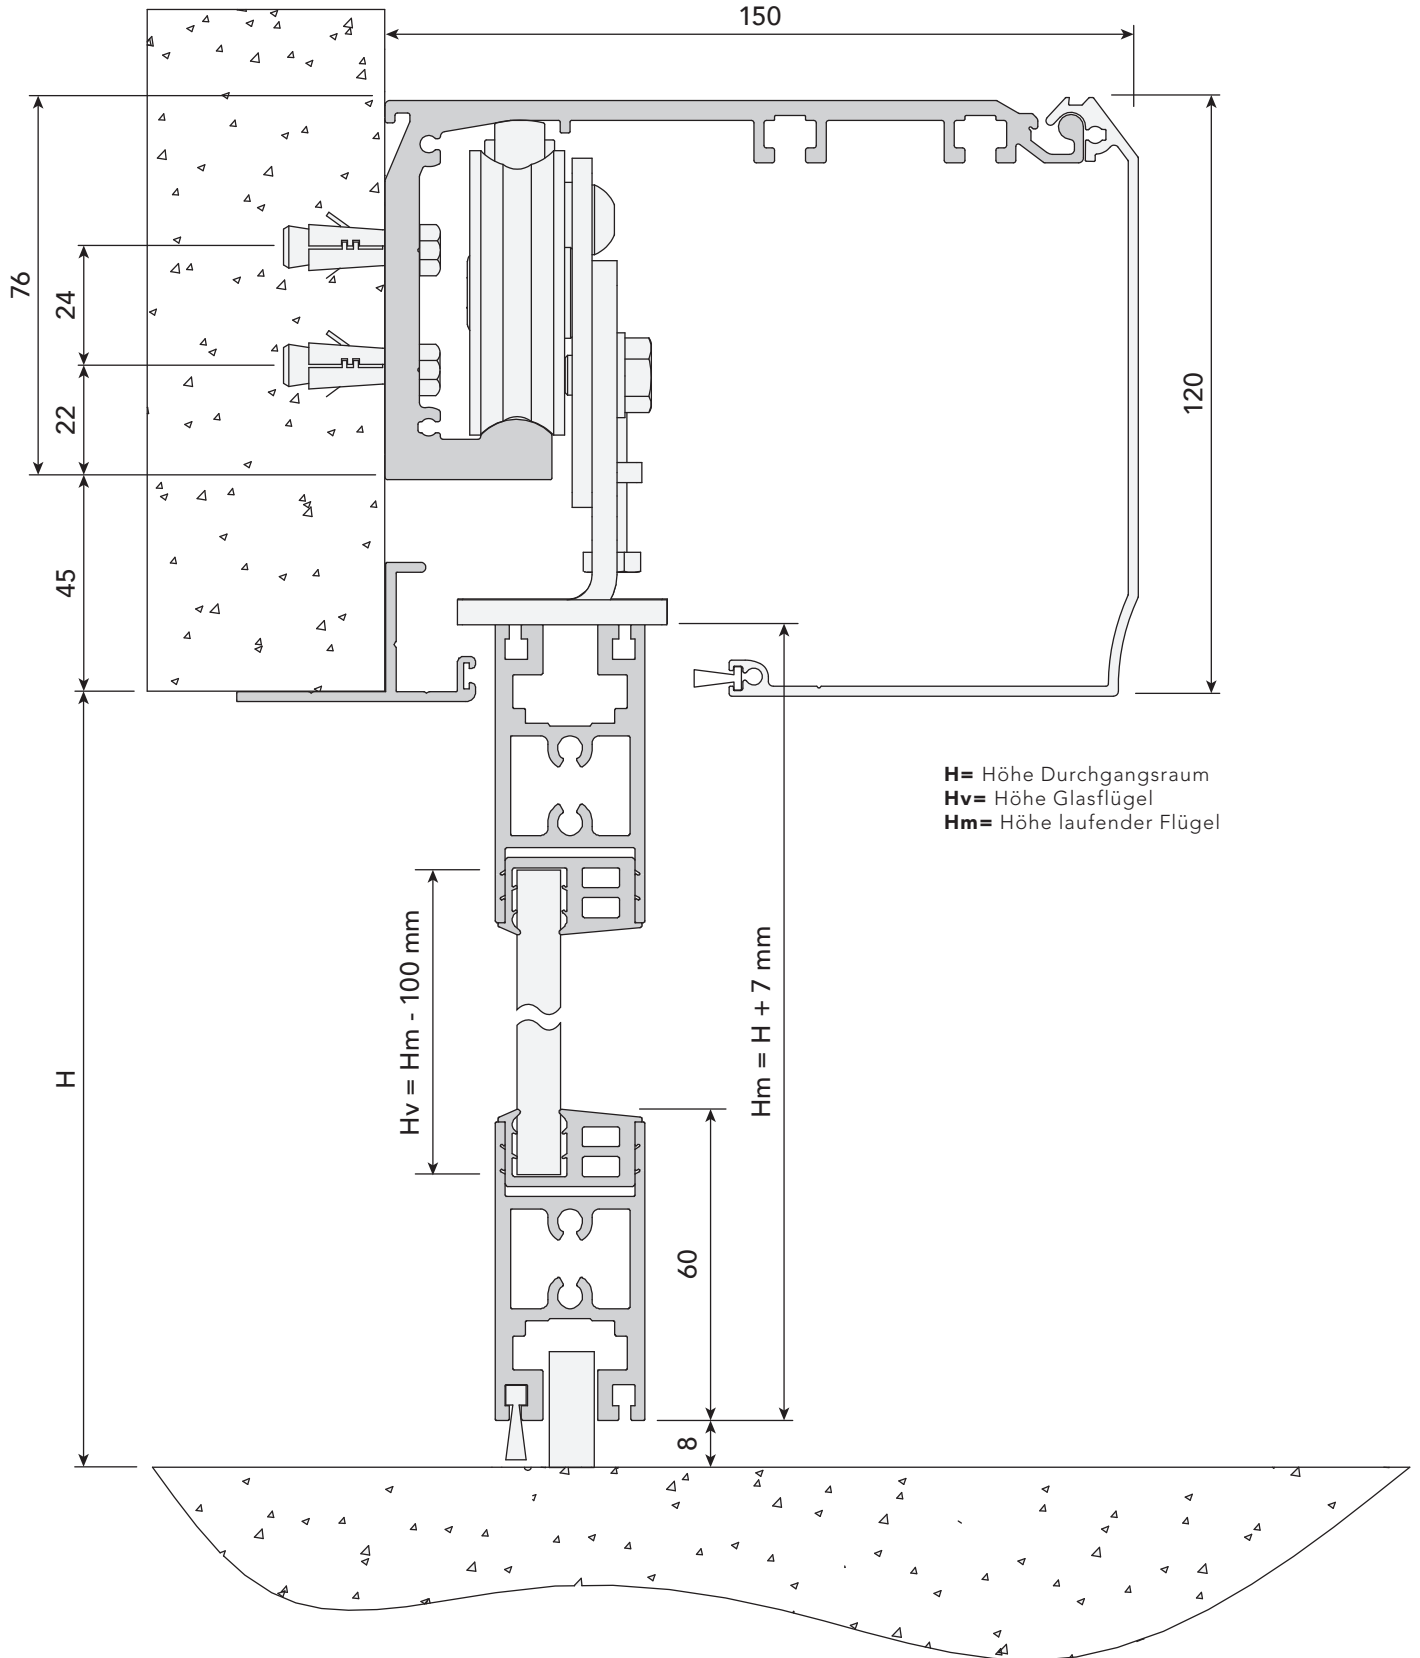 150
76
24
22
45
120
H= Höhe Durchgangsraum
Hv= Höhe Glasflügel
Hm= Höhe laufender Flügel
Hv = Hm - 100 mm
Hm = H + 7 mm
H
60
8